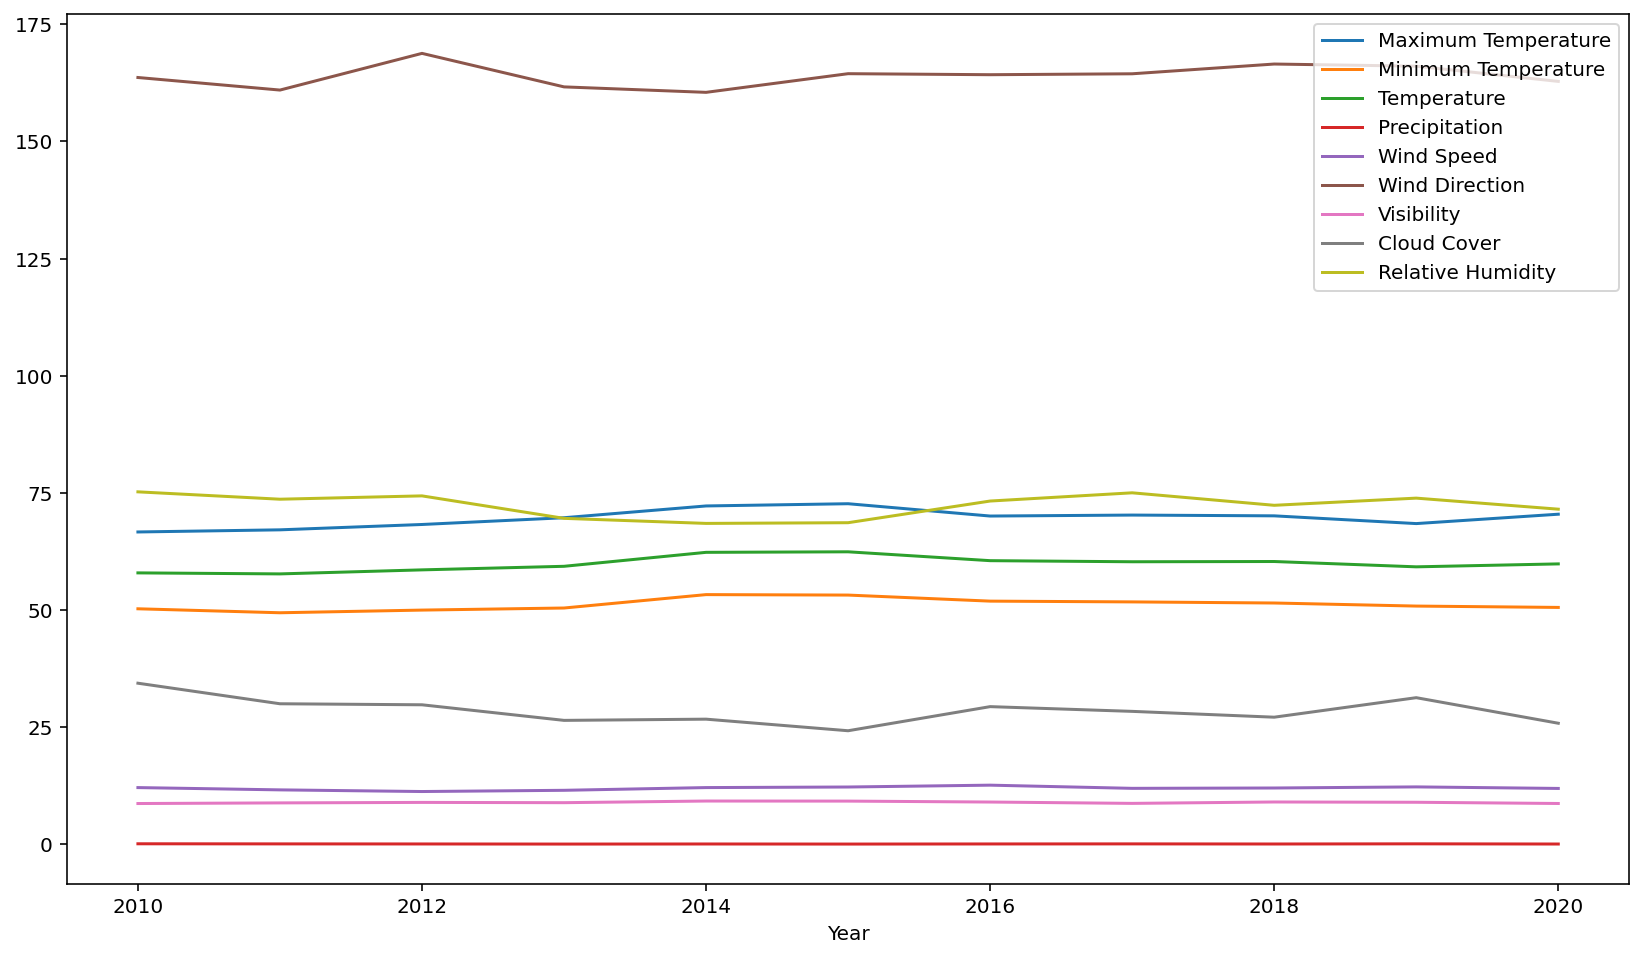 175
150
125
100
75
50
25
0
Maximum Temperature
Minimum Temperature
Temperature
Precipitation
Wind Speed
Wind Direction
Visibility
Cloud Cover
Relative Humidity
2010 2012 2014 2016 2018 2020
Year